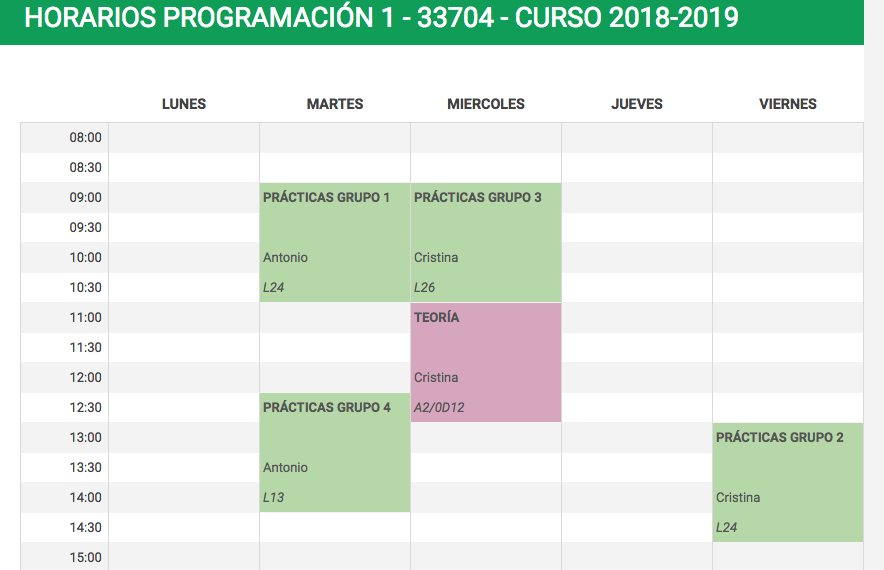 HORARIOS PROGRAMACIÓN 1 - 33704 - CURSO 2018-2019
LUNES MARTES MIERCOLES JUEVES VIERNES
08:00
08:30
09:00 PRÁCTICAS GRUPO 1 PRÁCTICAS GRUPO 3
09:30
10:00 Antonio Cristina
10:30 L24 L26
11:00 TEORÍA
11:30
12:00 Cristina
12:30 PRÁCTICAS GRUPO 4 A2/0D12
13:00 PRÁCTICAS GRUPO 2
13:30 Antonio
14:00 L13 Cristina
14:30 L24
15:00